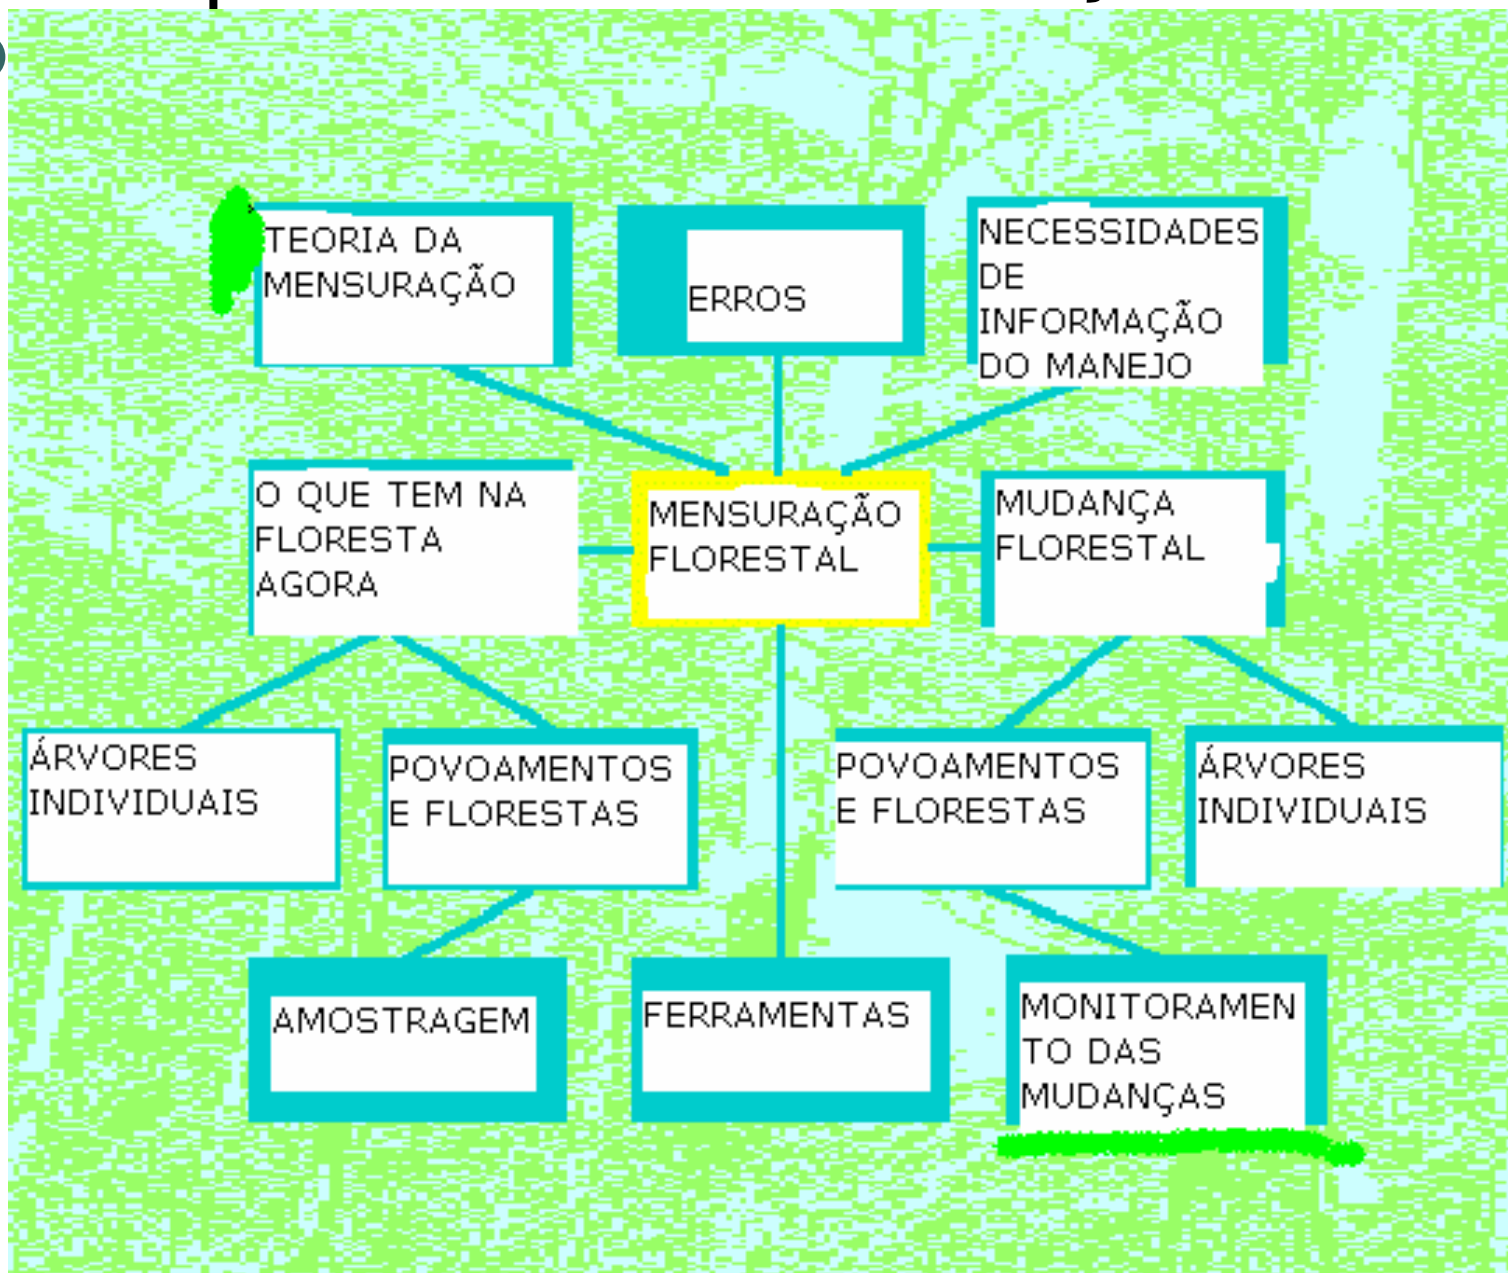 TEORIA DA
MENSURAÇÃO
ERROS
NECESSIDADES
DE
INFORMAÇÃO
DO MANEJO
O QUE TEM NA
FLORESTA
AGORA
MENSURAÇÃO
FLORESTAL
MUDANÇA
FLORESTAL
ÁRVORES
INDIVIDUAIS
POVOAMENTOS
E FLORESTAS
POVOAMENTOS
E FLORESTAS
ÁRVORES
INDIVIDUAIS
AMOSTRAGEM
FERRAMENTAS
MONITORAMEN
TO DAS
MUDANÇAS